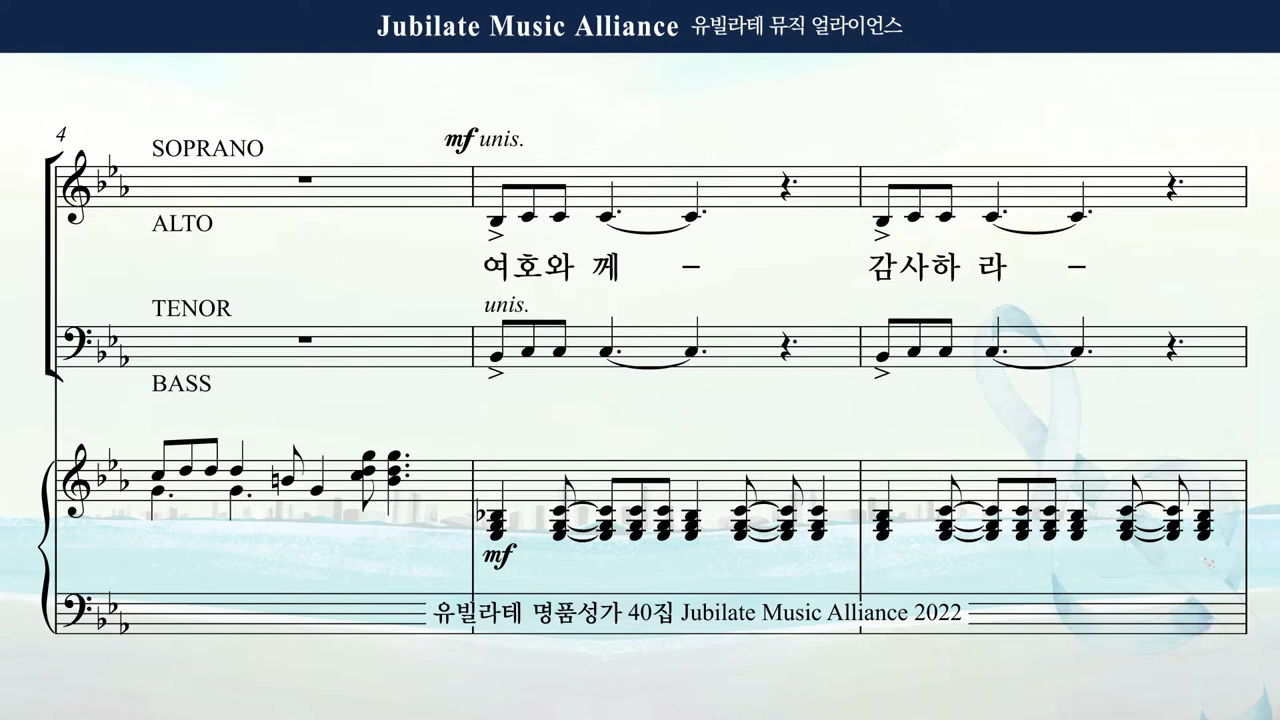 Jubilate Music Alliance 유빌라테 뮤직 얼라이언스
4
SOPRANO
mf unis.
ALTO
여호와 께 – 감사하 라 –
TENOR
unis.
BASS
mf
유빌라테 명품성가 40집 Jubilate Music Alliance 2022